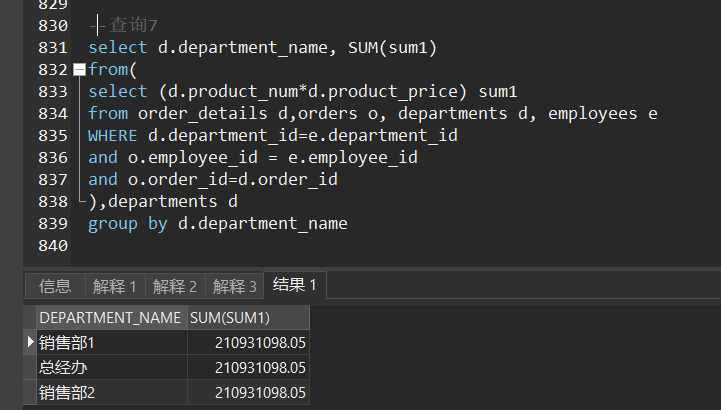 829
830 --查询7
831 select d.department_name, SUM(sum1)
832 from(
833 select (d.product_num*d.product_price) sum1
834 from order_details d,orders o, departments d, employees e
835 WHERE d.department_id=e.department_id
836 and o.employee_id = e.employee_id
837 and o.order_id=d.order_id
838 ),departments d
839 group by d.department_name
840
信息 解释 1 解释 2 解释 3 结果 1
DEPARTMENT_NAME SUM(SUM1)
销售部1 210931098.05
总经办 210931098.05
销售部2 210931098.05